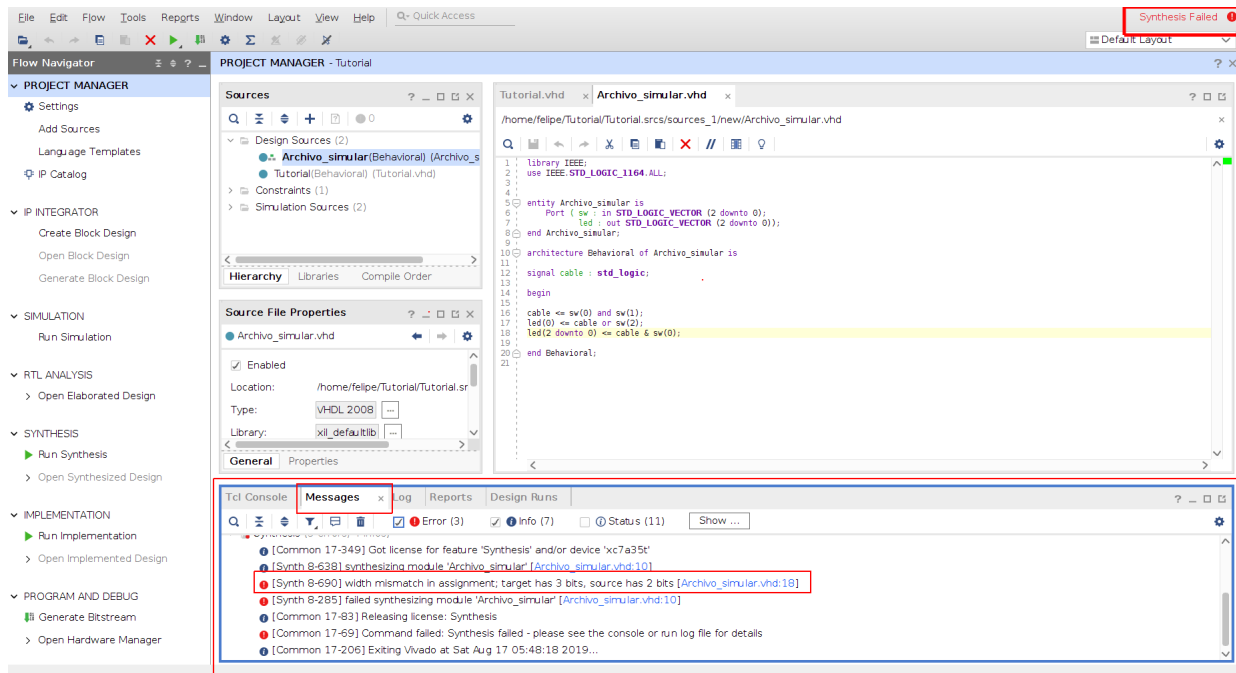 File Edit Flow Tools Reports Window Layout View Help Q- Quick Access
Synthesis Failed
Default Layout
Flow Navigator
PROJECT MANAGER - Tutorial
PROJECT MANAGER
Settings
Add Sources
Language Templates
IP Catalog
IP INTEGRATOR
Create Block Design
Open Block Design
Generate Block Design
SIMULATION
Run Simulation
RTL ANALYSIS
Open Elaborated Design
SYNTHESIS
Run Synthesis
Open Synthesized Design
IMPLEMENTATION
Run Implementation
Open Implemented Design
PROGRAM AND DEBUG
Generate Bitstream
Open Hardware Manager
Sources
0
Design Sources (2)
Archivo_simular(Behavioral) (Archivo_s
Tutorial(Behavioral) (Tutorial.vhd)
Constraints (1)
Simulation Sources (2)
Hierarchy Libraries Compile Order
Source File Properties
Archivo_simular.vhd
Enabled
Location: /home/felipe/Tutorial/Tutorial.sr
Type: VHDL 2008 ...
Library: xil_defaultlib ...
General Properties
Tutorial.vhd × Archivo_simular.vhd ×
/home/felipe/Tutorial/Tutorial.srcs/sources_1/new/Archivo_simular.vhd
1 library IEEE;
2 use IEEE.STD_LOGIC_1164.ALL;
3
4
5 entity Archivo_simular is
6 Port ( sw : in STD_LOGIC_VECTOR (2 downto 0);
7 led : out STD_LOGIC_VECTOR (2 downto 0));
8 end Archivo_simular;
9
10 architecture Behavioral of Archivo_simular is
11
12 signal cable : std_logic;
13
14 begin
15
16 cable <= sw(0) and sw(1);
17 led(0) <= cable or sw(2);
18 led(2 downto 0) <= cable & sw(0);
19
20 end Behavioral;
21
Tcl Console Messages × Log Reports Design Runs
Error (3) Info (7) Status (11) Show ...
[Common 17-349] Got license for feature 'Synthesis' and/or device 'xc7a35t'
[Synth 8-638] synthesizing module 'Archivo_simular' [Archivo_simular.vhd:10]
[Synth 8-690] width mismatch in assignment; target has 3 bits, source has 2 bits [Archivo_simular.vhd:18]
[Synth 8-285] failed synthesizing module 'Archivo_simular' [Archivo_simular.vhd:10]
[Common 17-83] Releasing license: Synthesis
[Common 17-69] Command failed: Synthesis failed - please see the console or run log file for details
[Common 17-206] Exiting Vivado at Sat Aug 17 05:48:18 2019...